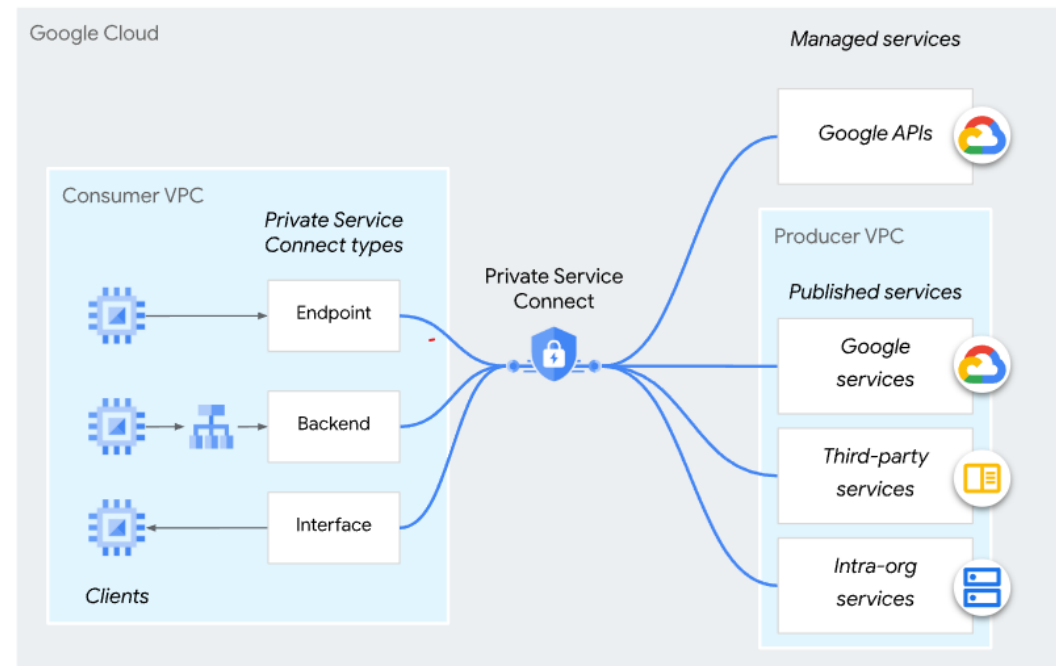 Google Cloud
Managed services
Google APIs
Consumer VPC
Private Service
Connect types
Endpoint
Backend
Interface
Clients
Private Service
Connect
Producer VPC
Published services
Google
services
Third-party
services
Intra-org
services